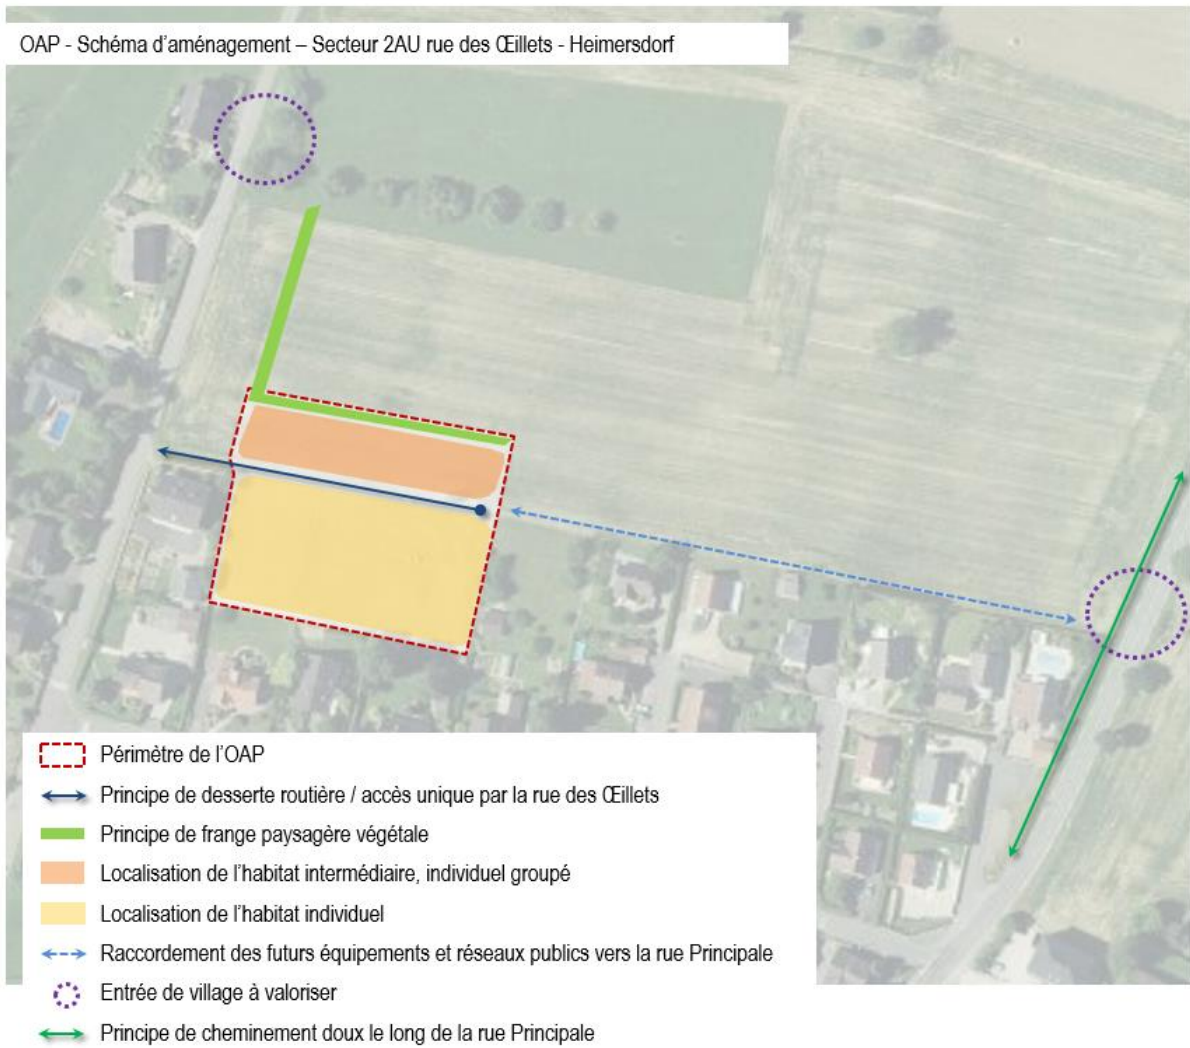 OAP - Schéma d’aménagement – Secteur 2AU rue des Œillets - Heimersdorf
Périmètre de l’OAP
Principe de desserte routière / accès unique par la rue des Œillets
Principe de frange paysagère végétale
Localisation de l’habitat intermédiaire, individuel groupé
Localisation de l’habitat individuel
Raccordement des futurs équipements et réseaux publics vers la rue Principale
Entrée de village à valoriser
Principe de cheminement doux le long de la rue Principale